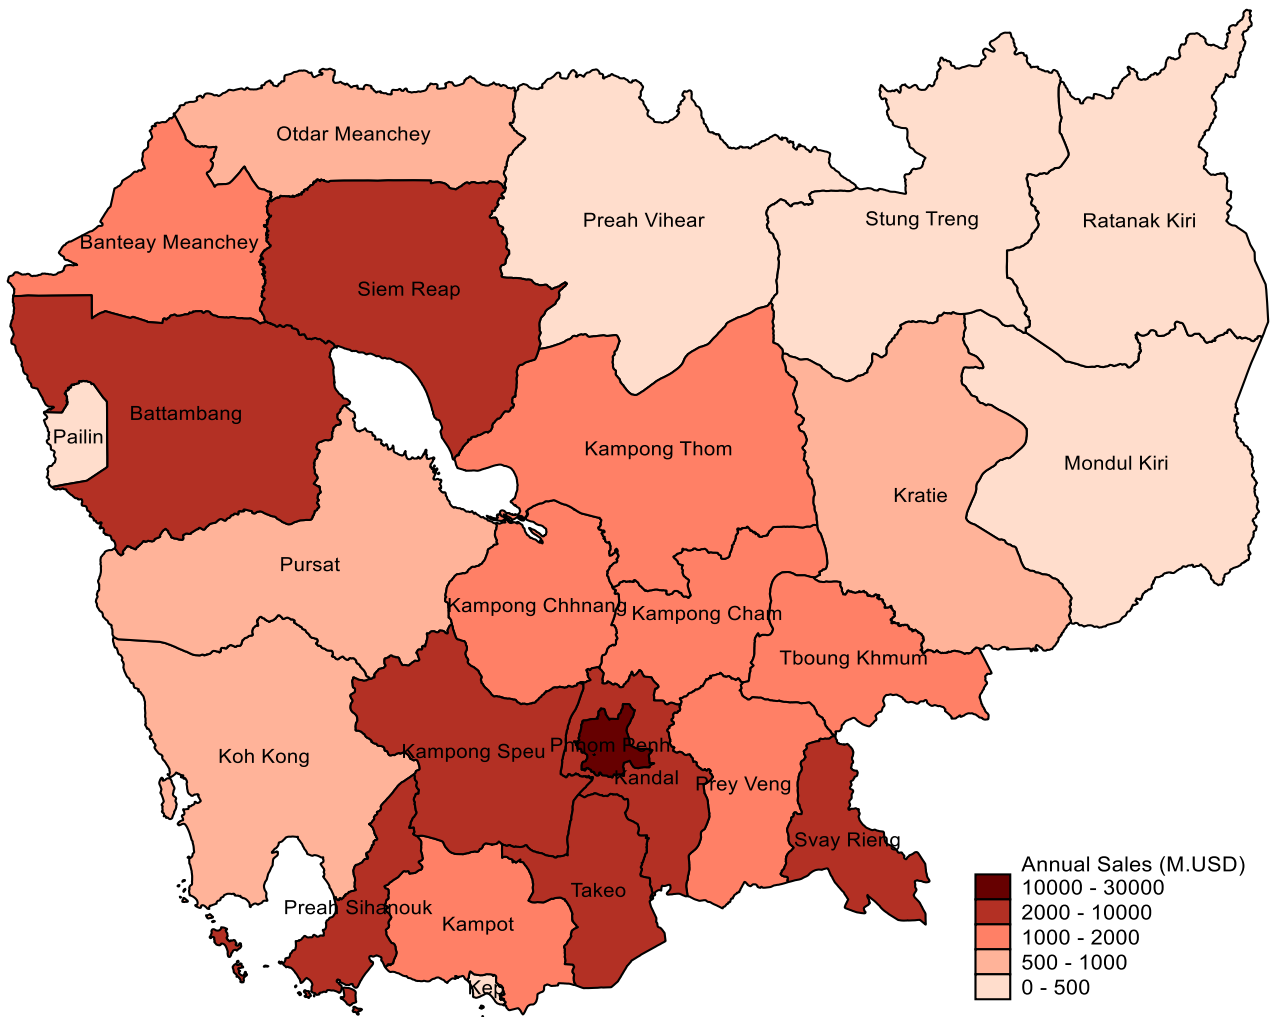 Otdar Meanchey
Preah Vihear
Stung Treng
Ratanak Kiri
Banteay Meanchey
Siem Reap
Battambang
Pailin
Kampong Thom
Mondul Kiri
Kratie
Pursat
Kampong Chhnang
Kampong Cham
Tboung Khmum
Koh Kong
Kampong Speu
Phnom Penh
Kandal
Prey Veng
Svay Rieng
Takeo
Preah Sihanouk
Kampot
Kep
Annual Sales (M.USD)
10000 - 30000
2000 - 10000
1000 - 2000
500 - 1000
0 - 500